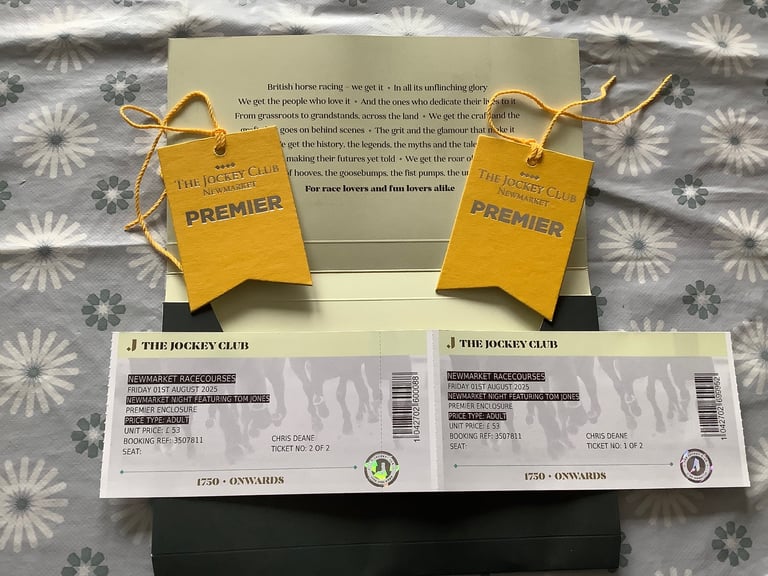 British horse racing – we get it • In all its unflinching glory
We get the people who love it • And the ones who dedicate their to it
From grassroots to grandstands, across the land • We get the and the
goes on behind scenes • The grit and the glamour that it
get the history, the legends, the myths and the
making their futures yet told • We get the roar of
of hooves, the goosebumps, the fist pumps, the
For race lovers and fun lovers alike
THE JOCKEY CLUB
NEWMARKET
PREMIER
THE JOCKEY CLUB
NEWMARKET
PREMIER
J THE JOCKEY CLUB
NEWMARKET RACECOURSES
FRIDAY 01ST AUGUST 2025
NEWMARKET NIGHT FEATURING TOM JONES
PREMIER ENCLOSURE
PRICE TYPE: ADULT
UNIT PRICE: £ 53
BOOKING REF: 3507811
SEAT:
CHRIS DEANE
TICKET NO: 2 OF 2
1750 • ONWARDS
J THE JOCKEY CLUB
NEWMARKET RACECOURSES
FRIDAY 01ST AUGUST 2025
NEWMARKET NIGHT FEATURING TOM JONES
PREMIER ENCLOSURE
PRICE TYPE: ADULT
UNIT PRICE: £ 53
BOOKING REF: 3507811
SEAT:
CHRIS DEANE
TICKET NO: 1 OF 2
1750 • ONWARDS